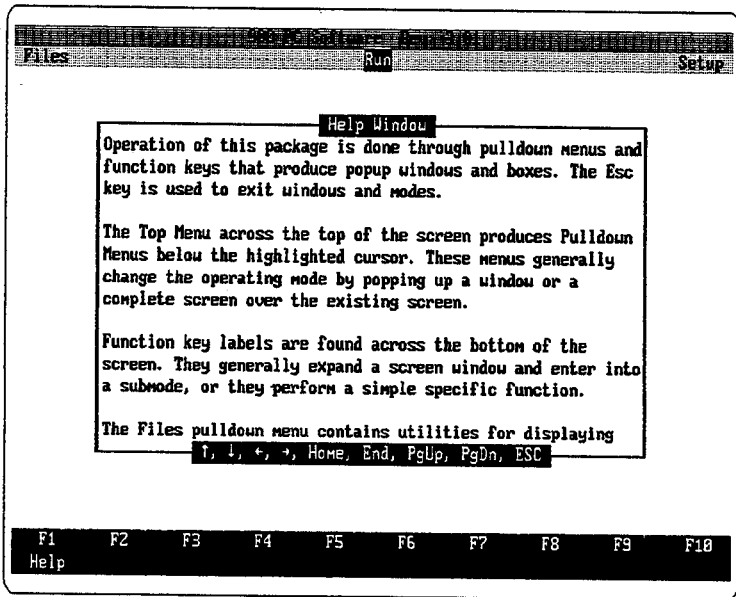 Files Run Setup
Help Window
Operation of this package is done through pulldown menus and
function keys that produce popup windows and boxes. The Esc
key is used to exit windows and modes.
The Top Menu across the top of the screen produces Pulldown
Menus below the highlighted cursor. These menus generally
change the operating mode by popping up a window or a
complete screen over the existing screen.
Function key labels are found across the bottom of the
screen. They generally expand a screen window and enter into
a submode, or they perform a simple specific function.
The Files pulldown menu contains utilities for displaying
↑, ↓, ←, →, Home, End, PgUp, PgDn, ESC
F1 F2 F3 F4 F5 F6 F7 F8 F9 F10
Help